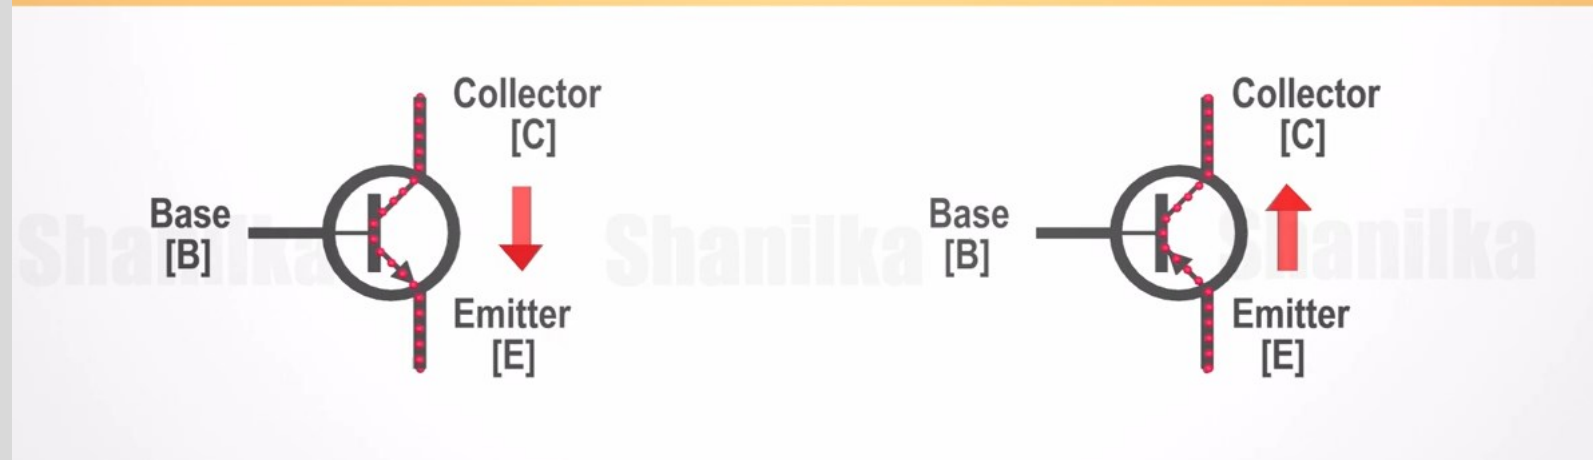 Collector
[C]
Base
[B]
Emitter
[E]
Collector
[C]
Base
[B]
Emitter
[E]
Shanilka
Shanilka
Shanilka